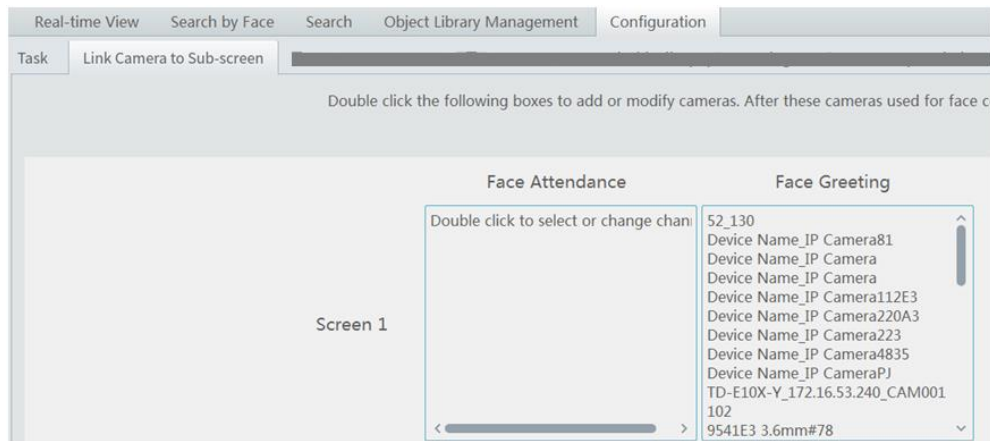 Real-time View Search by Face Search Object Library Management Configuration
Task Link Camera to Sub-screen
Double click the following boxes to add or modify cameras. After these cameras used for face c
Face Attendance Face Greeting
Double click to select or change chan
52_130
Device Name_IP Camera81
Device Name_IP Camera
Device Name_IP Camera
Device Name_IP Camera112E3
Device Name_IP Camera220A3
Device Name_IP Camera223
Screen 1
Device Name_IP Camera4835
Device Name_IP CameraPJ
TD-E10X-Y_172.16.53.240_CAM001
102
9541E3 3.6mm#78